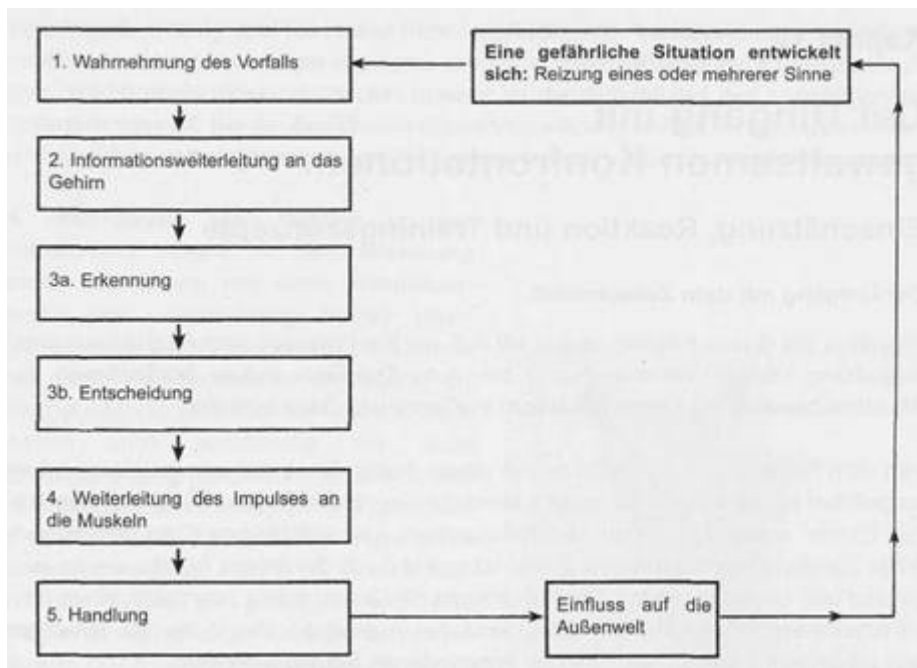 1. Wahrnehmung des Vorfalls
Eine gefährliche Situation entwickelt
sich: Reizung eines oder mehrerer Sinne
2. Informationsweiterleitung an das
Gehirn
3a. Erkennung
3b. Entscheidung
4. Weiterleitung des Impulses an
die Muskeln
5. Handlung
Einfluss auf die
Außenwelt